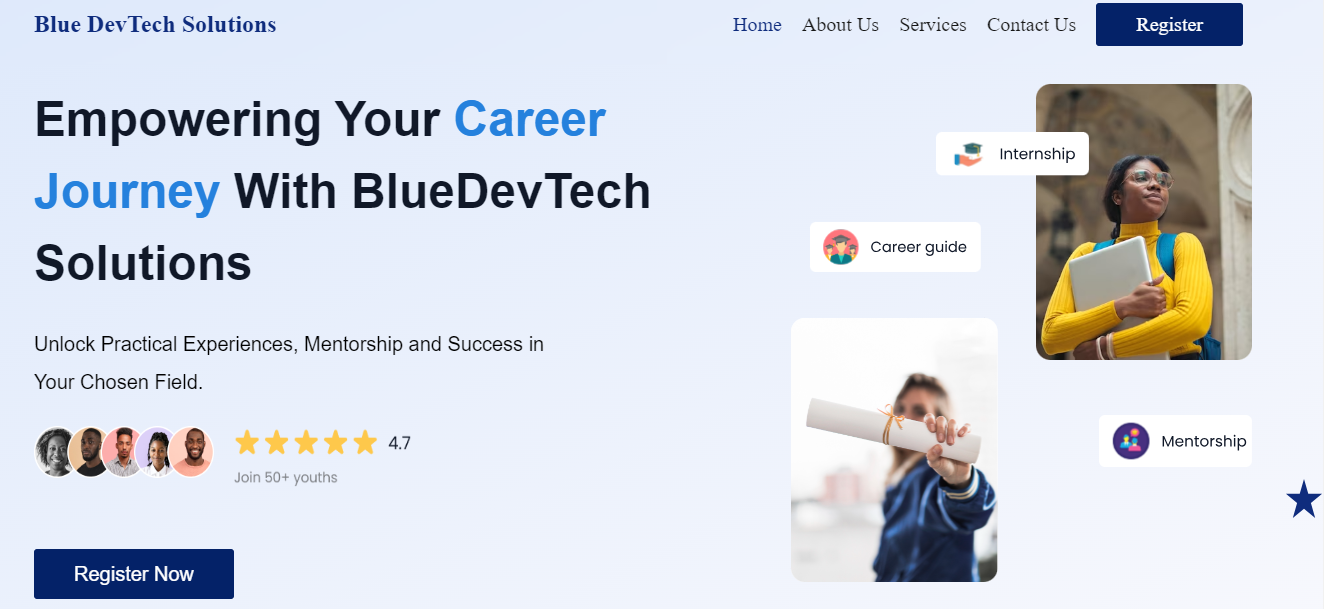 Blue DevTech Solutions
Home About Us Services Contact Us Register
Empowering Your Career
Journey With BlueDevTech
Solutions
Unlock Practical Experiences, Mentorship and Success in
Your Chosen Field.
4.7
Join 50+ youths
Register Now
Internship
Career guide
Mentorship